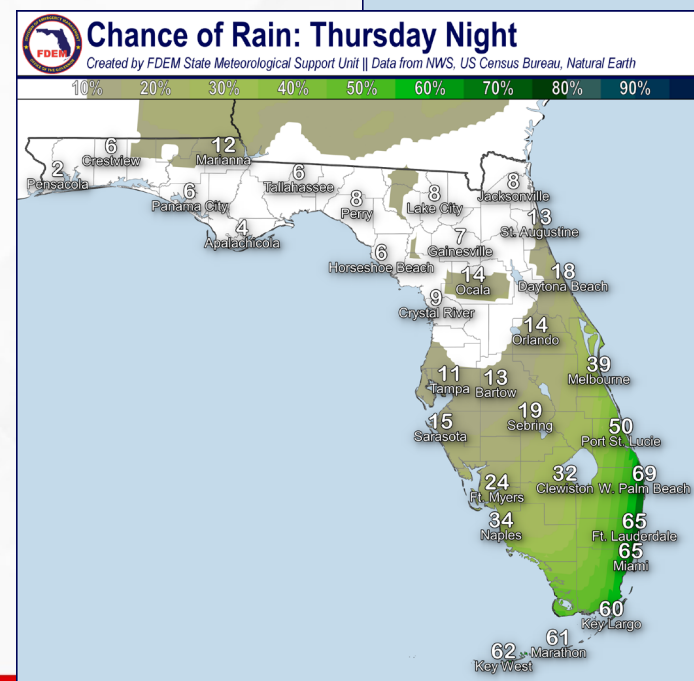 Chance of Rain: Thursday Night
Created by FDEM State Meteorological Support Unit || Data from NWS, US Census Bureau, Natural Earth
FDEM
10% 20% 30% 40% 50% 60% 70% 80% 90%
6
Crestview
12
Marianna
2
Pensacola
6
Panama City
6
Tallahassee
4
Apalachicola
8
Perry
8
Lake City
8
Jacksonville
13
St. Augustine
7
Gainesville
6
Horseshoe Beach
14
Ocala
18
Daytona Beach
9
Crystal River
14
Orlando
39
Melbourne
11
Tampa
13
Bartow
19
Sebring
15
Sarasota
50
Port St. Lucie
32
Clewiston
69
W. Palm Beach
24
Ft. Myers
34
Naples
65
Ft. Lauderdale
65
Miami
60
Key Largo
61
Marathon
62
Key West